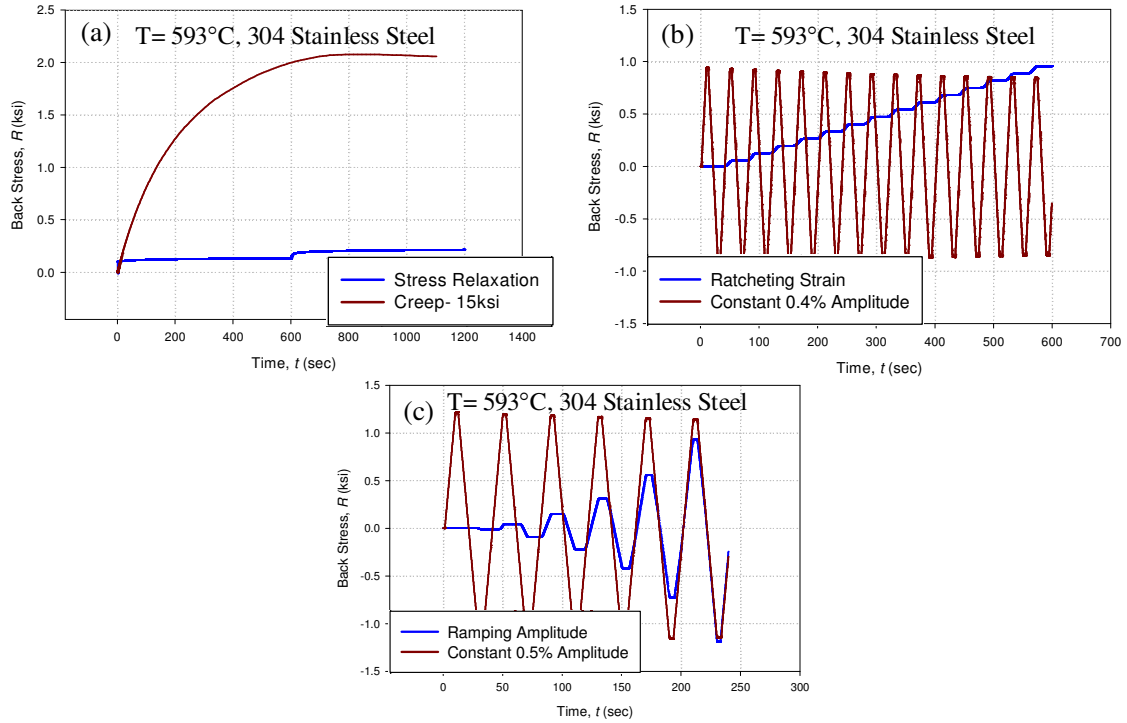 (a)
T= 593°C, 304 Stainless Steel
Back Stress, R (ksi)
2.5
2.0
1.5
1.0
0.5
0.0
Stress Relaxation
Creep- 15ksi
0 200 400 600 800 1000 1200 1400
Time, t (sec)
(b)
T= 593°C, 304 Stainless Steel
Back Stress, R (ksi)
1.5
1.0
0.5
0.0
-0.5
-1.0
-1.5
Ratcheting Strain
Constant 0.4% Amplitude
0 100 200 300 400 500 600 700
Time, t (sec)
(c)
T= 593°C, 304 Stainless Steel
Back Stress, R (ksi)
1.5
1.0
0.5
0.0
-0.5
-1.0
-1.5
Ramping Amplitude
Constant 0.5% Amplitude
0 50 100 150 200 250 300
Time, t (sec)